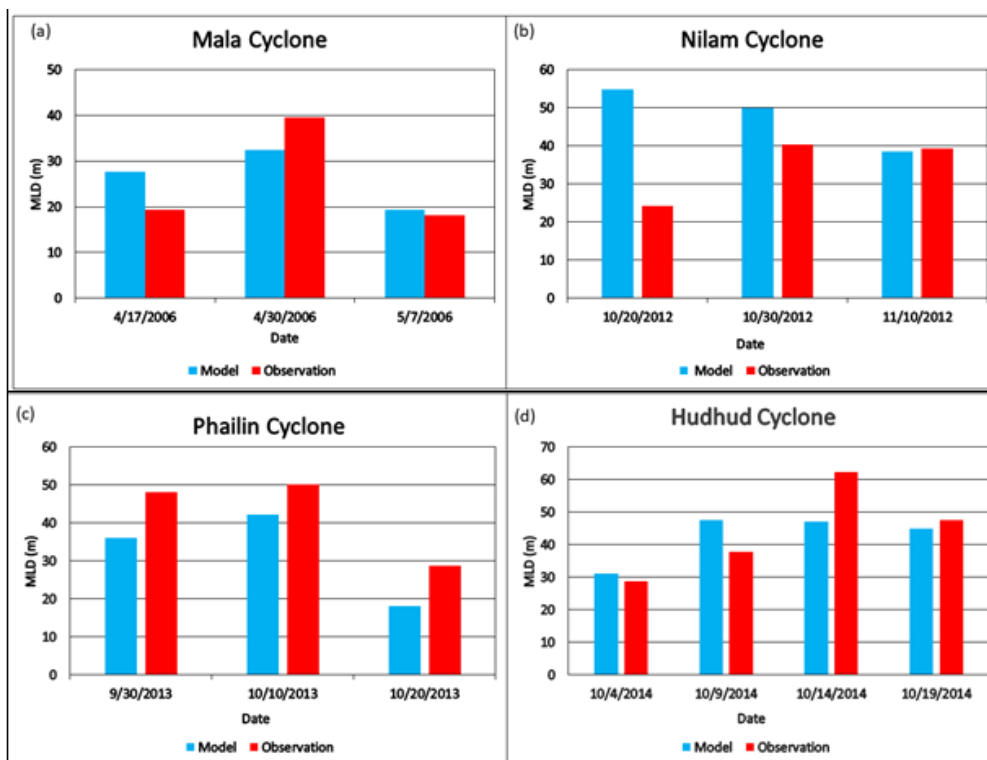 (a)
Mala Cyclone
50
40
30
20
10
0
MLD (m)
4/17/2006 4/30/2006 5/7/2006
Date
Model Observation
(b)
Nilam Cyclone
60
50
40
30
20
10
0
MLD (m)
10/20/2012 10/30/2012 11/10/2012
Date
Model Observation
(c)
Phailin Cyclone
60
50
40
30
20
10
0
MLD (m)
9/30/2013 10/10/2013 10/20/2013
Date
Model Observation
(d)
Hudhud Cyclone
70
60
50
40
30
20
10
0
MLD (m)
10/4/2014 10/9/2014 10/14/2014 10/19/2014
Date
Model Observation